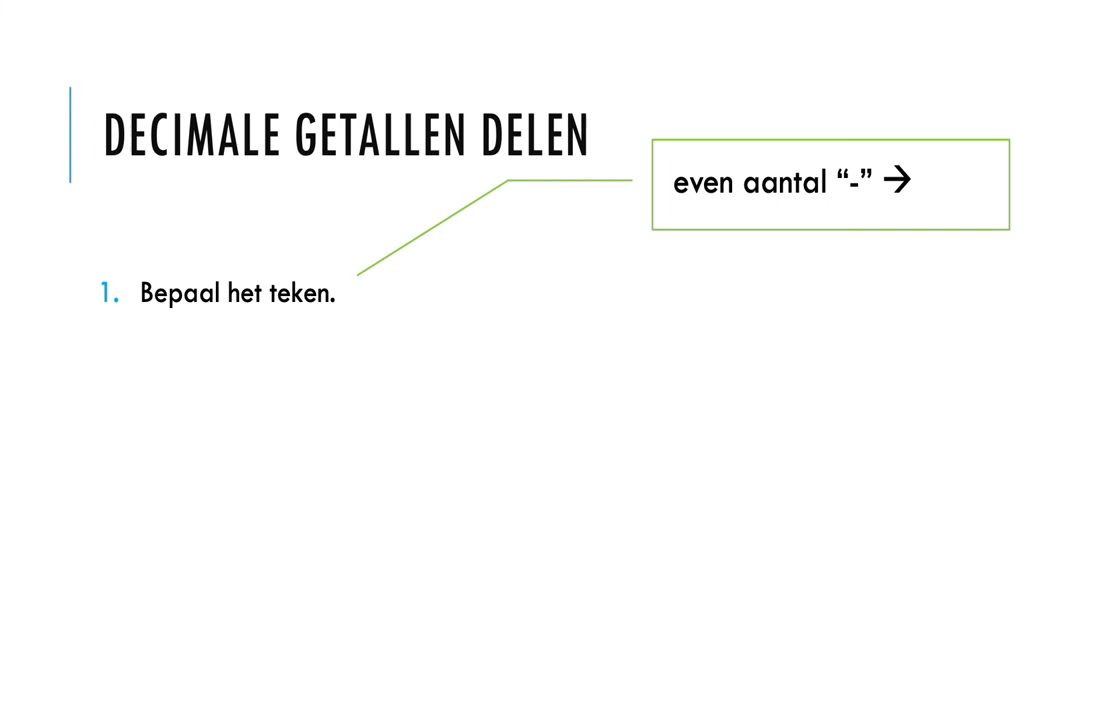 DECIMALE GETALLEN DELEN
even aantal “-” →
1. Bepaal het teken.